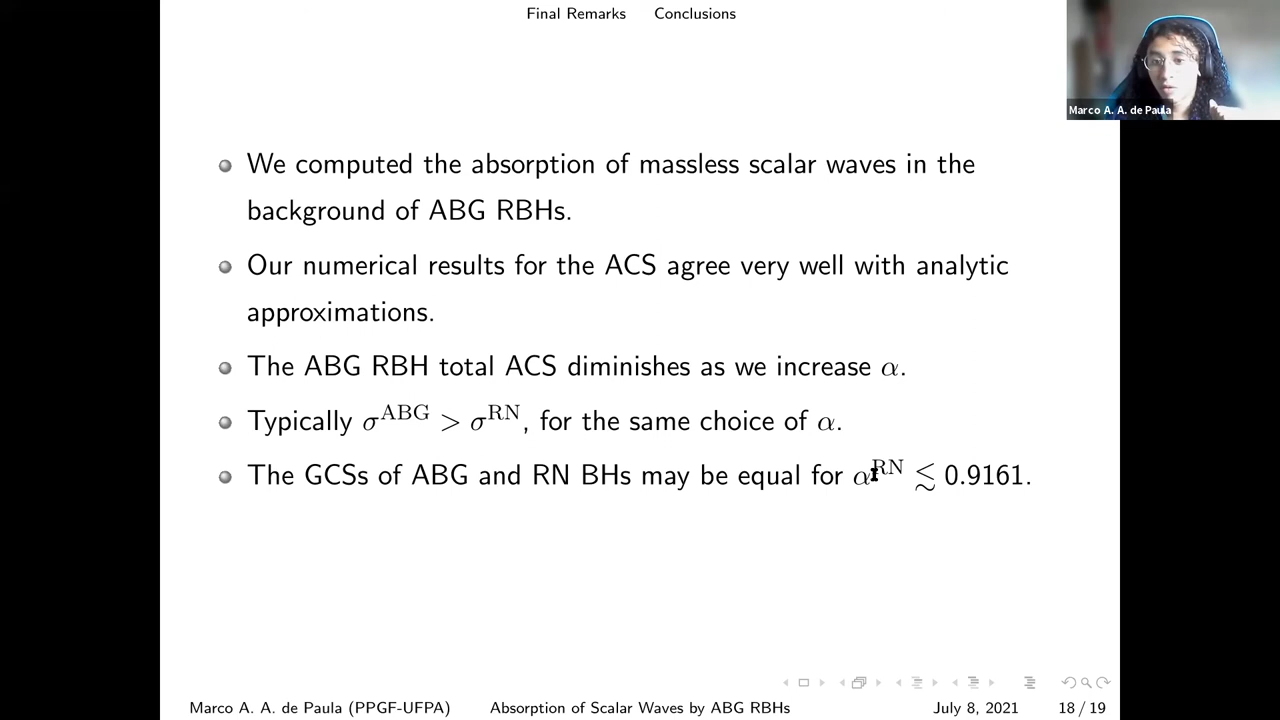 Final Remarks Conclusions
Marco A. A. de Paula
We computed the absorption of massless scalar waves in the
background of ABG RBHs.
Our numerical results for the ACS agree very well with analytic
approximations.
The ABG RBH total ACS diminishes as we increase α.
Typically σ^ABG > σ^RN, for the same choice of α.
The GCSs of ABG and RN BHs may be equal for α^RN ≲ 0.9161.
Marco A. A. de Paula (PPGF-UFPA) Absorption of Scalar Waves by ABG RBHs July 8, 2021 18 / 19